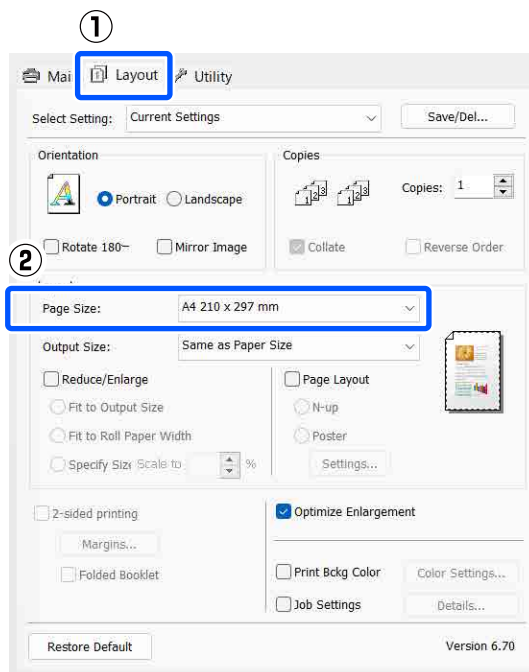 ①
Mai Layout Utility
Select Setting: Current Settings Save/Del...
Orientation Copies
Portrait Landscape Copies: 1
Rotate 180 Mirror Image Collate Reverse Order
②
Page Size: A4 210 x 297 mm
Output Size: Same as Paper Size
Reduce/Enlarge Page Layout
Fit to Output Size N-up
Fit to Roll Paper Width Poster
Specify Siz Scale to % Settings...
2-sided printing Optimize Enlargement
Margins...
Folded Booklet Print Bckg Color Color Settings...
Job Settings Details...
Restore Default Version 6.70